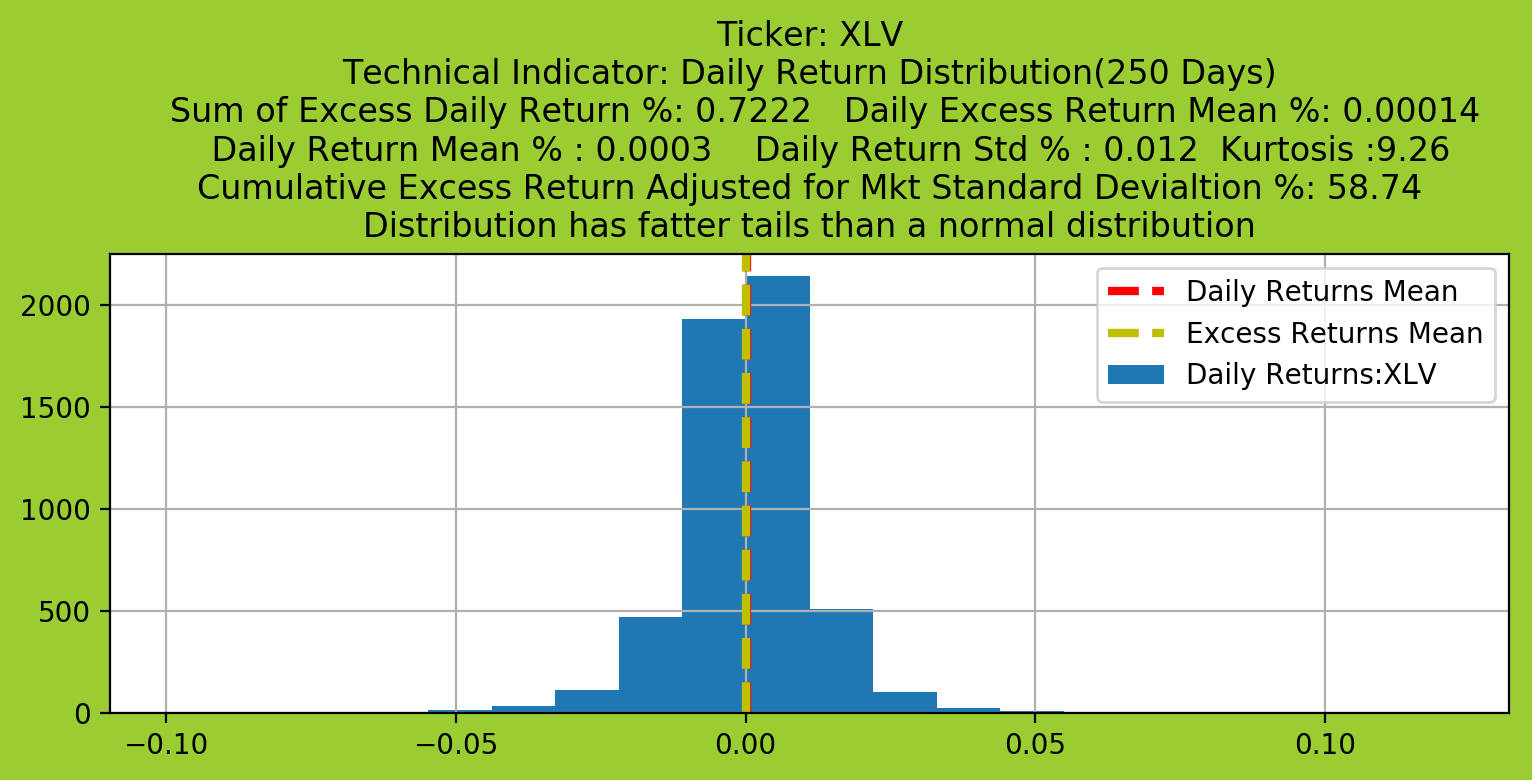 Ticker: XLV
Technical Indicator: Daily Return Distribution(250 Days)
Sum of Excess Daily Return %: 0.7222   Daily Excess Return Mean %: 0.00014
Daily Return Mean % : 0.0003    Daily Return Std % : 0.012  Kurtosis :9.26
Cumulative Excess Return Adjusted for Mkt Standard Devialtion %: 58.74
Distribution has fatter tails than a normal distribution
Daily Returns Mean
Excess Returns Mean
Daily Returns:XLV
2000
1500
1000
500
0
−0.10
−0.05
0.00
0.05
0.10